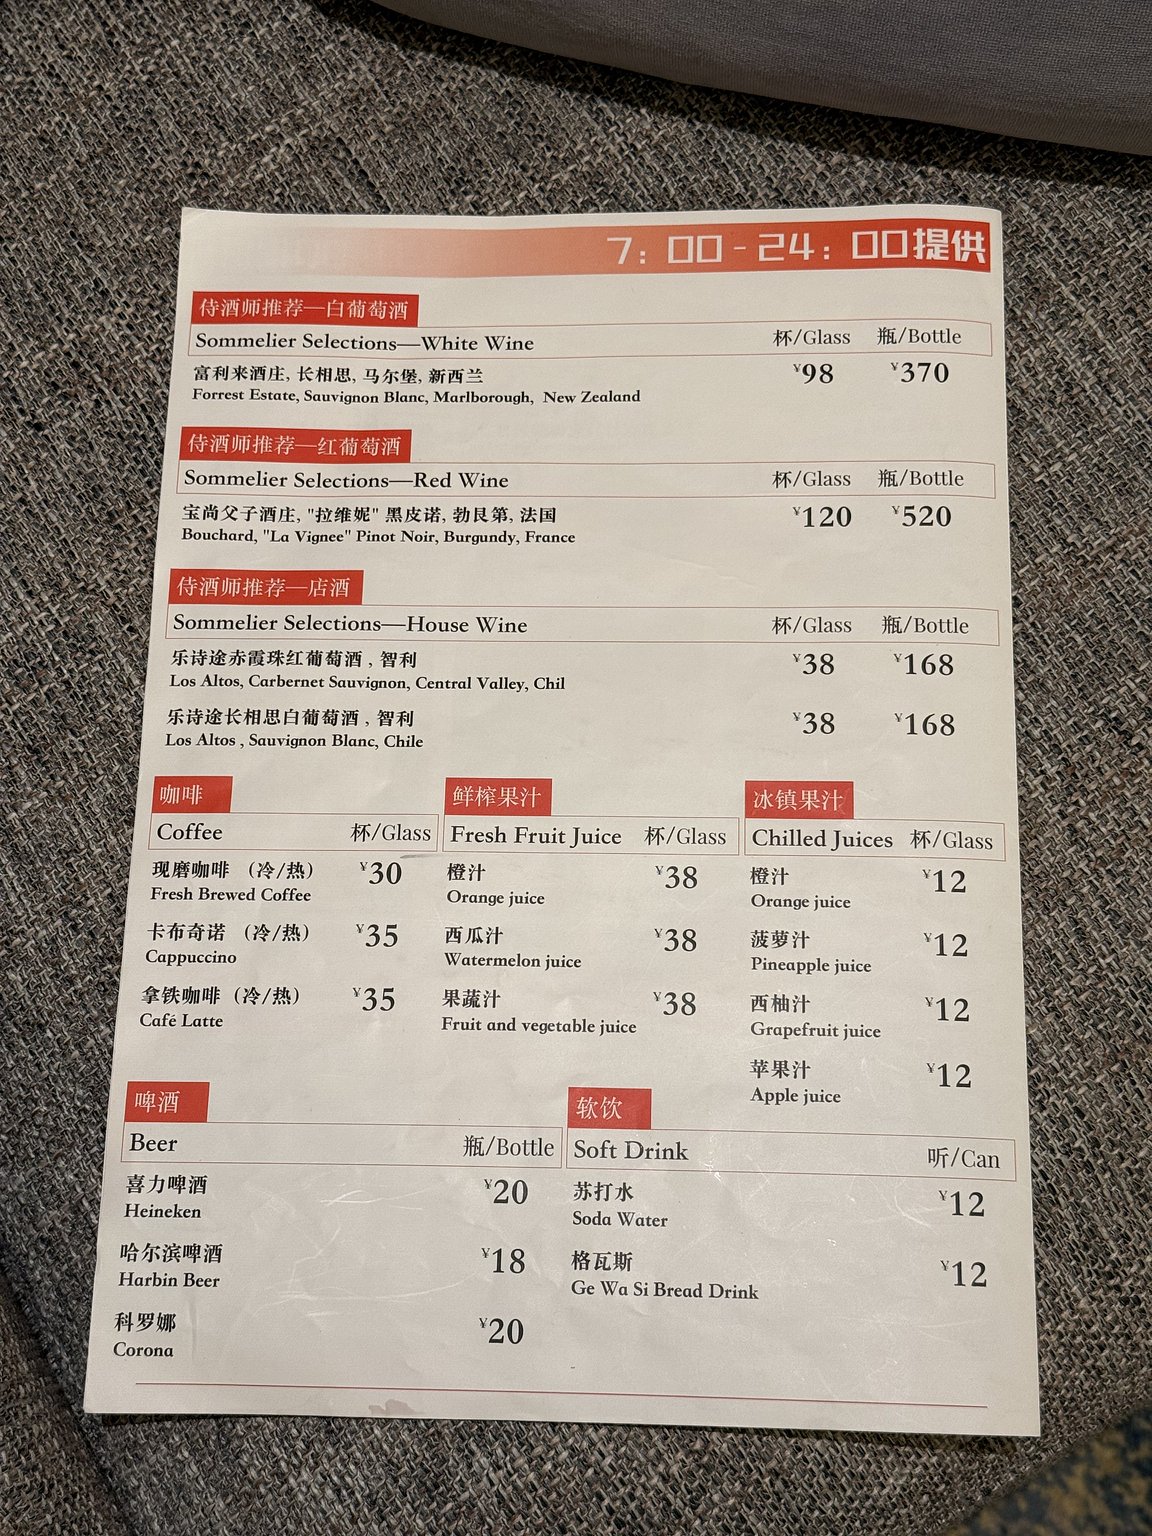 7：00-24：00提供
侍酒师推荐—白葡萄酒
Sommelier Selections—White Wine 杯/Glass 瓶/Bottle
富利来酒庄, 长相思, 马尔堡, 新西兰 ¥98 ¥370
Forrest Estate, Sauvignon Blanc, Marlborough, New Zealand
侍酒师推荐—红葡萄酒
Sommelier Selections—Red Wine 杯/Glass 瓶/Bottle
宝尚父子酒庄, "拉维妮" 黑皮诺, 勃艮第, 法国 ¥120 ¥520
Bouchard, "La Vignee" Pinot Noir, Burgundy, France
侍酒师推荐—店酒
Sommelier Selections—House Wine 杯/Glass 瓶/Bottle
乐诗途赤霞珠红葡萄酒 , 智利 ¥38 ¥168
Los Altos, Carbernet Sauvignon, Central Valley, Chil
乐诗途长相思白葡萄酒 , 智利 ¥38 ¥168
Los Altos , Sauvignon Blanc, Chile
咖啡
Coffee 杯/Glass
现磨咖啡 （冷/热） ¥30
Fresh Brewed Coffee
卡布奇诺 （冷/热） ¥35
Cappuccino
拿铁咖啡（冷/热） ¥35
Café Latte
鲜榨果汁
Fresh Fruit Juice 杯/Glass
橙汁 ¥38
Orange juice
西瓜汁 ¥38
Watermelon juice
果蔬汁 ¥38
Fruit and vegetable juice
冰镇果汁
Chilled Juices 杯/Glass
橙汁 ¥12
Orange juice
菠萝汁 ¥12
Pineapple juice
西柚汁 ¥12
Grapefruit juice
苹果汁 ¥12
Apple juice
啤酒
Beer 瓶/Bottle
喜力啤酒 ¥20
Heineken
哈尔滨啤酒 ¥18
Harbin Beer
科罗娜 ¥20
Corona
软饮
Soft Drink 听/Can
苏打水 ¥12
Soda Water
格瓦斯 ¥12
Ge Wa Si Bread Drink